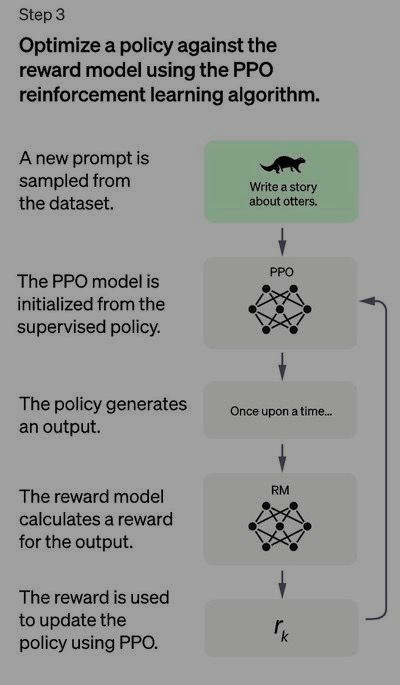 Step 3
Optimize a policy against the
reward model using the PPO
reinforcement learning algorithm.
A new prompt is
sampled from
the dataset.
Write a story
about otters.
The PPO model is
initialized from the
supervised policy.
PPO
The policy generates
an output.
Once upon a time...
The reward model
calculates a reward
for the output.
RM
The reward is used
to update the
policy using PPO.
rk